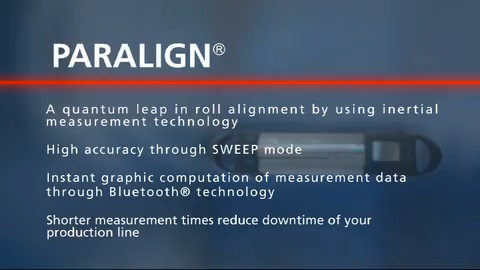 PARALIGN®
A quantum leap in roll alignment by using inertial
measurement technology
High accuracy through SWEEP mode
Instant graphic computation of measurement data
through Bluetooth® technology
Shorter measurement times reduce downtime of your
production line